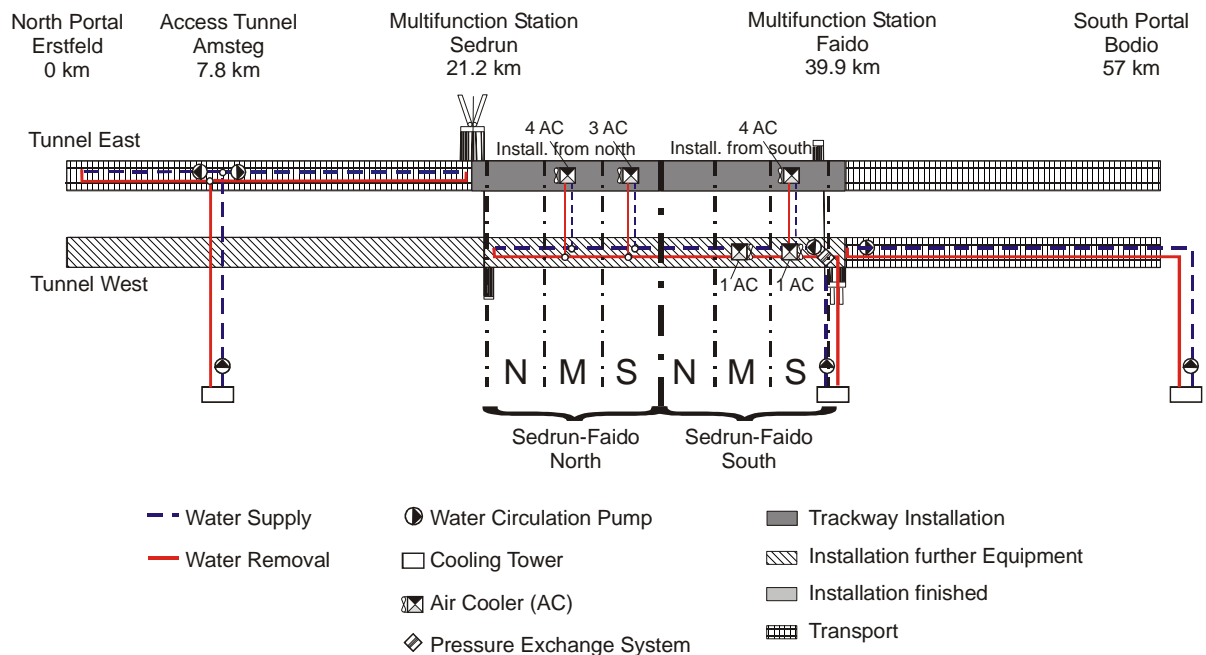 North Portal
Erstfeld
0 km
Access Tunnel
Amsteg
7.8 km
Multifunction Station
Sedrun
21.2 km
Multifunction Station
Faido
39.9 km
South Portal
Bodio
57 km
Tunnel East
4 AC
3 AC
Install. from north
4 AC
Install. from south
Tunnel West
1 AC
1 AC
N M S N M S
Sedrun-Faido
North
Sedrun-Faido
South
Water Supply
Water Removal
Water Circulation Pump
Cooling Tower
Air Cooler (AC)
Pressure Exchange System
Trackway Installation
Installation further Equipment
Installation finished
Transport